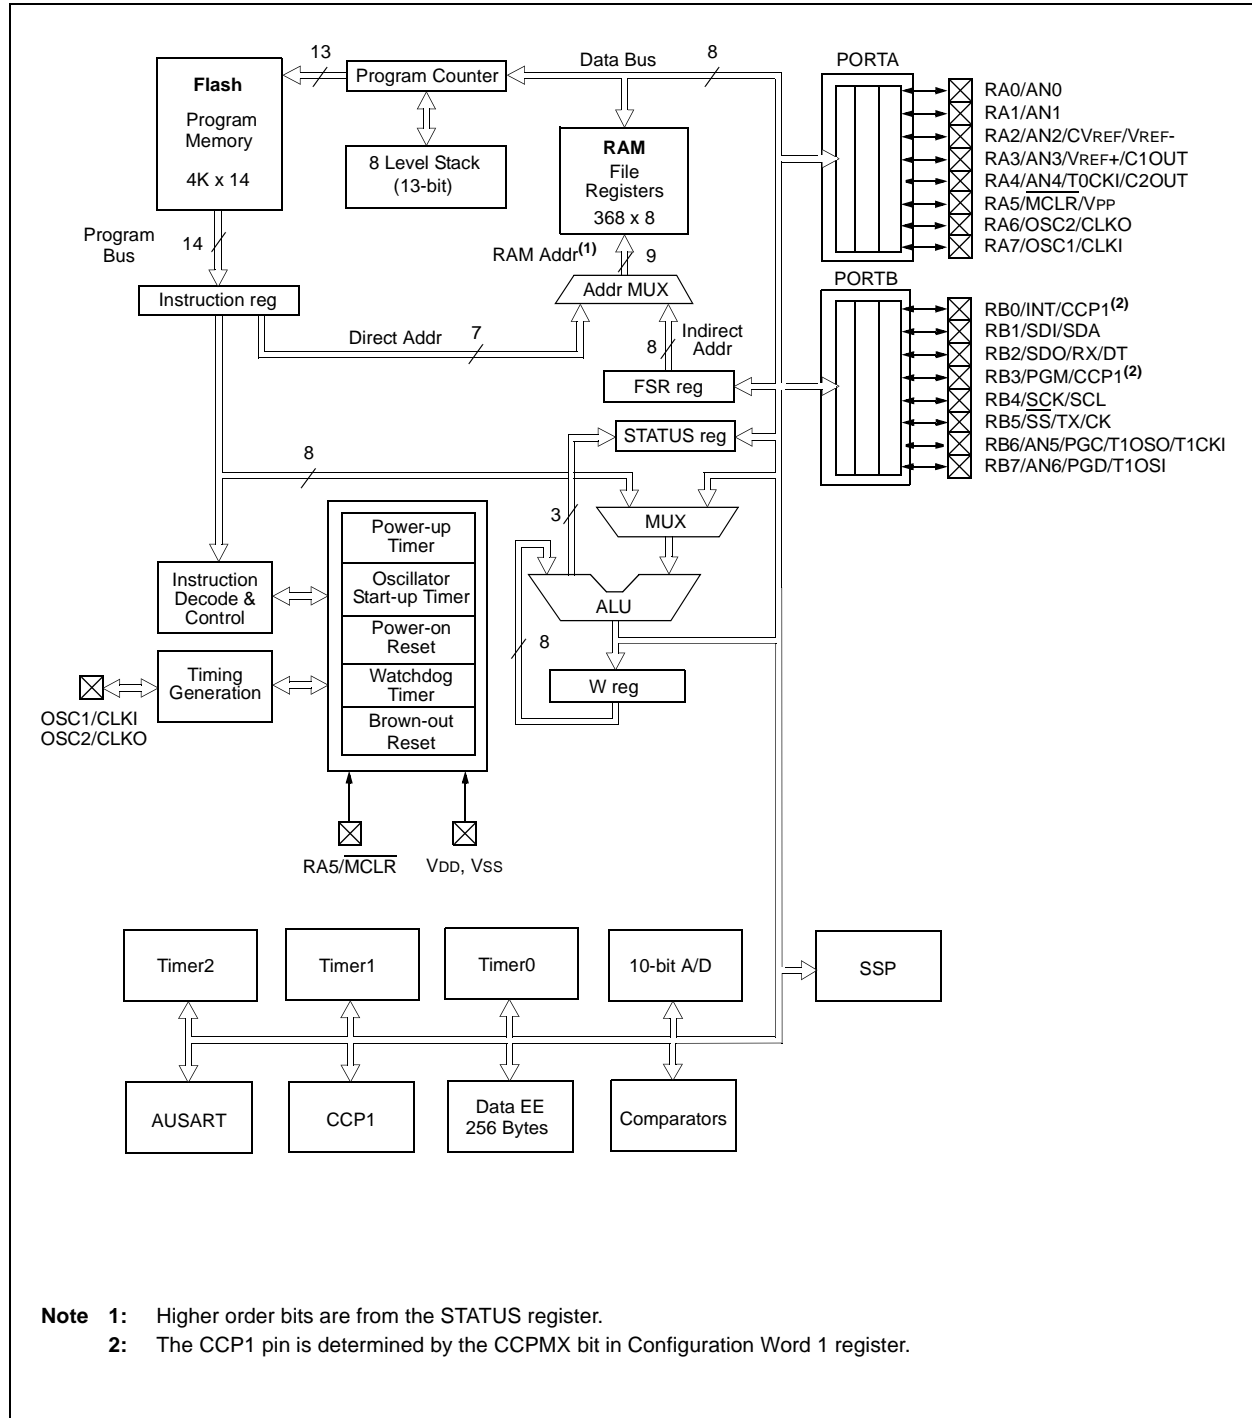 13
Data Bus
8
PORTA
Flash
Program
Memory
4K x 14
Program Counter
8 Level Stack
(13-bit)
RAM
File
Registers
368 x 8
RA0/AN0
RA1/AN1
RA2/AN2/CVREF/VREF-
RA3/AN3/VREF+/C1OUT
RA4/AN4/T0CKI/C2OUT
RA5/MCLR/VPP
RA6/OSC2/CLKO
RA7/OSC1/CLKI
Program
Bus
14
RAM Addr(1)
9
PORTB
Instruction reg
Addr MUX
RB0/INT/CCP1(2)
RB1/SDI/SDA
RB2/SDO/RX/DT
RB3/PGM/CCP1(2)
RB4/SCK/SCL
RB5/SS/TX/CK
RB6/AN5/PGC/T1OSO/T1CKI
RB7/AN6/PGD/T1OSI
Direct Addr
7
8
Indirect
Addr
FSR reg
STATUS reg
8
3
MUX
Power-up
Timer
Oscillator
Start-up Timer
Power-on
Reset
Watchdog
Timer
Brown-out
Reset
Instruction
Decode &
Control
ALU
8
Timing
Generation
W reg
OSC1/CLKI
OSC2/CLKO
RA5/MCLR
VDD, VSS
Timer2
Timer1
Timer0
10-bit A/D
SSP
AUSART
CCP1
Data EE
256 Bytes
Comparators
Note 1: Higher order bits are from the STATUS register.
2: The CCP1 pin is determined by the CCPMX bit in Configuration Word 1 register.